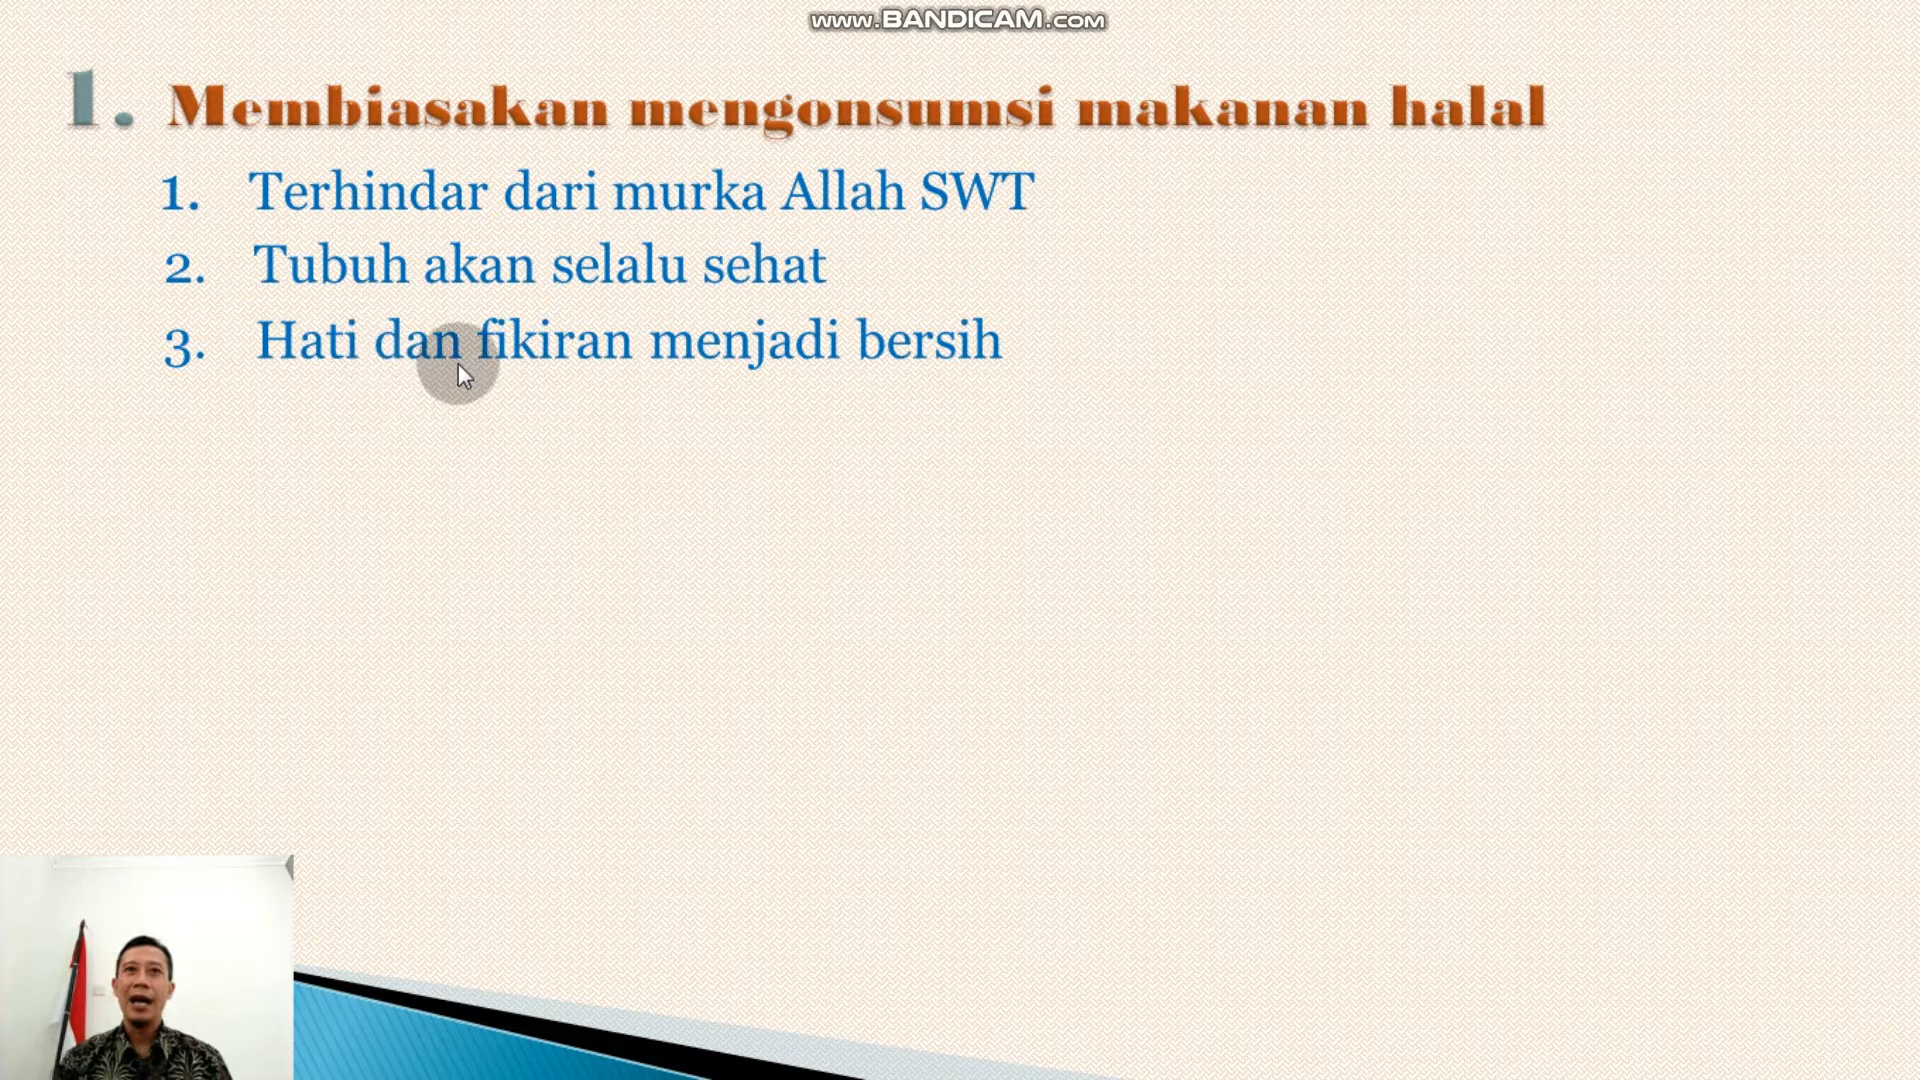 www.BANDICAM.com
1. Membiasakan mengonsumsi makanan halal
1. Terhindar dari murka Allah SWT
2. Tubuh akan selalu sehat
3. Hati dan fikiran menjadi bersih